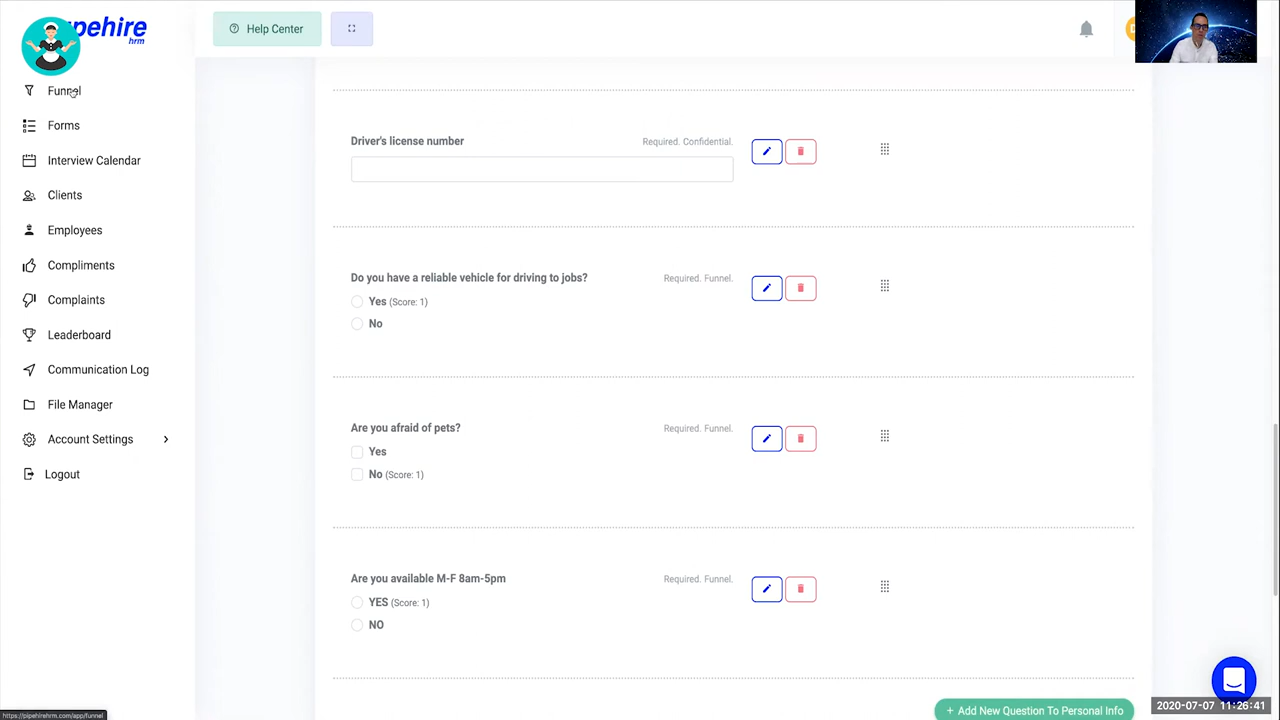 pehire
hrm
Help Center
Funnel
Forms
Interview Calendar
Clients
Employees
Compliments
Complaints
Leaderboard
Communication Log
File Manager
Account Settings
Logout
Driver's license number
Required. Confidential.
Do you have a reliable vehicle for driving to jobs?
Required. Funnel.
Yes (Score: 1)
No
Are you afraid of pets?
Required. Funnel.
Yes
No (Score: 1)
Are you available M-F 8am-5pm
Required. Funnel.
YES (Score: 1)
NO
+ Add New Question To Personal Info
2020-07-07 11:26:41
https://pipehirehrm.com/app/funnel